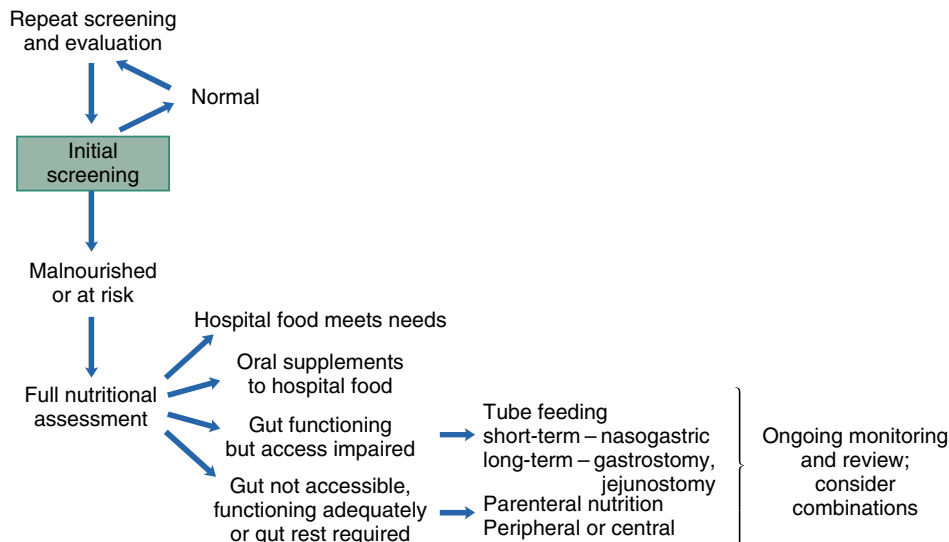 Repeat screening
and evaluation
Normal
Initial
screening
Malnourished
or at risk
Full nutritional
assessment
Hospital food meets needs
Oral supplements
to hospital food
Gut functioning
but access impaired
Gut not accessible,
functioning adequately
or gut rest required
Tube feeding
short-term – nasogastric
long-term – gastrostomy,
jejunostomy
Parenteral nutrition
Peripheral or central
Ongoing monitoring
and review;
consider
combinations